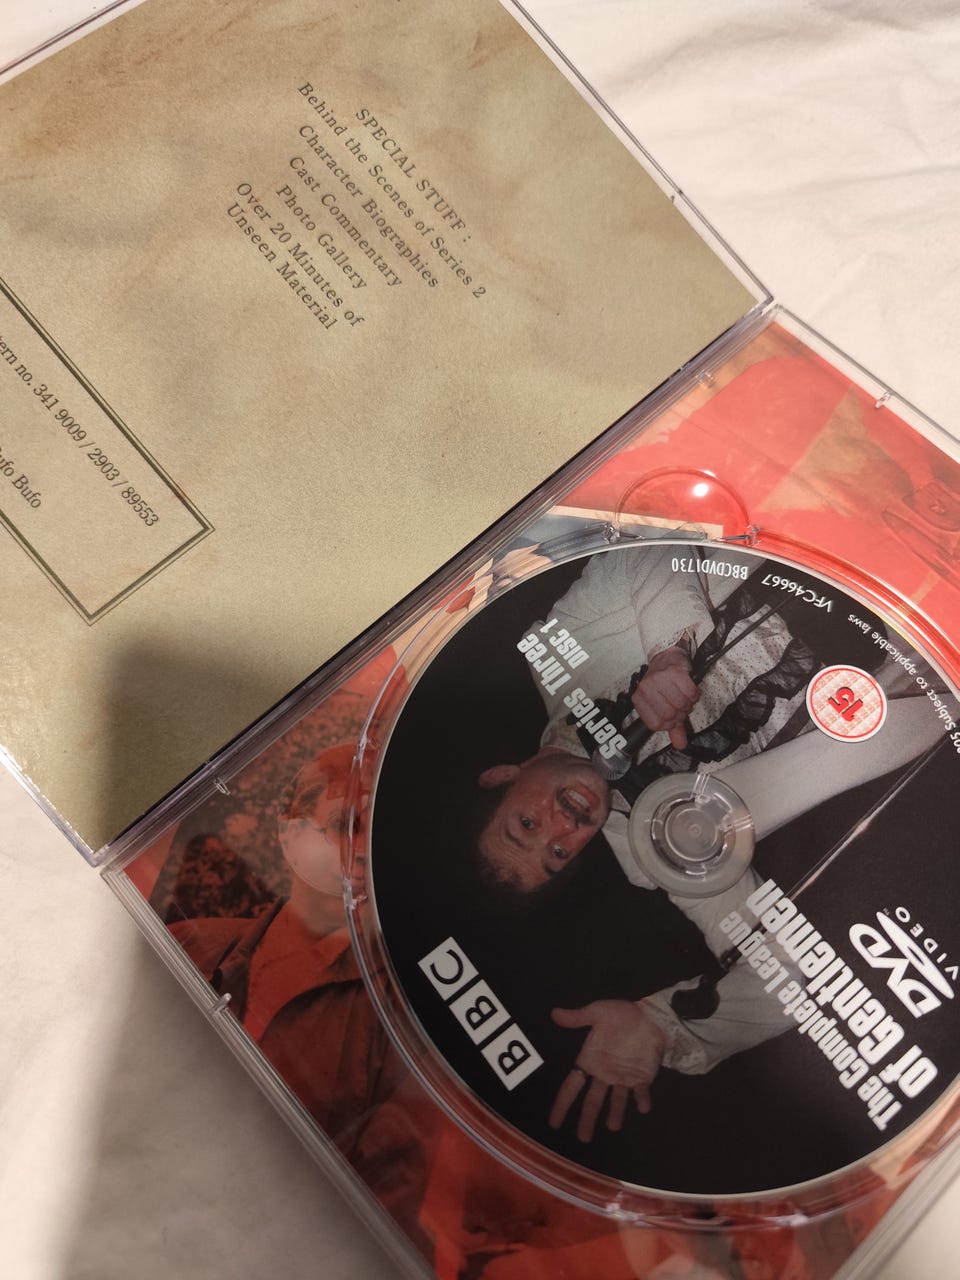 SPECIAL STUFF :
Behind the Scenes of Series 2
Character Biographies
Cast Commentary
Photo Gallery
Over 20 Minutes of
Unseen Material
no. 341 9009 / 2903 / 89553
Bufo
BBCDVD1730 VFC46667
Subject to applicable laws
15
Series Three
DISC 1
The Complete League
of Gentlemen
DVD
VIDEO
BBC